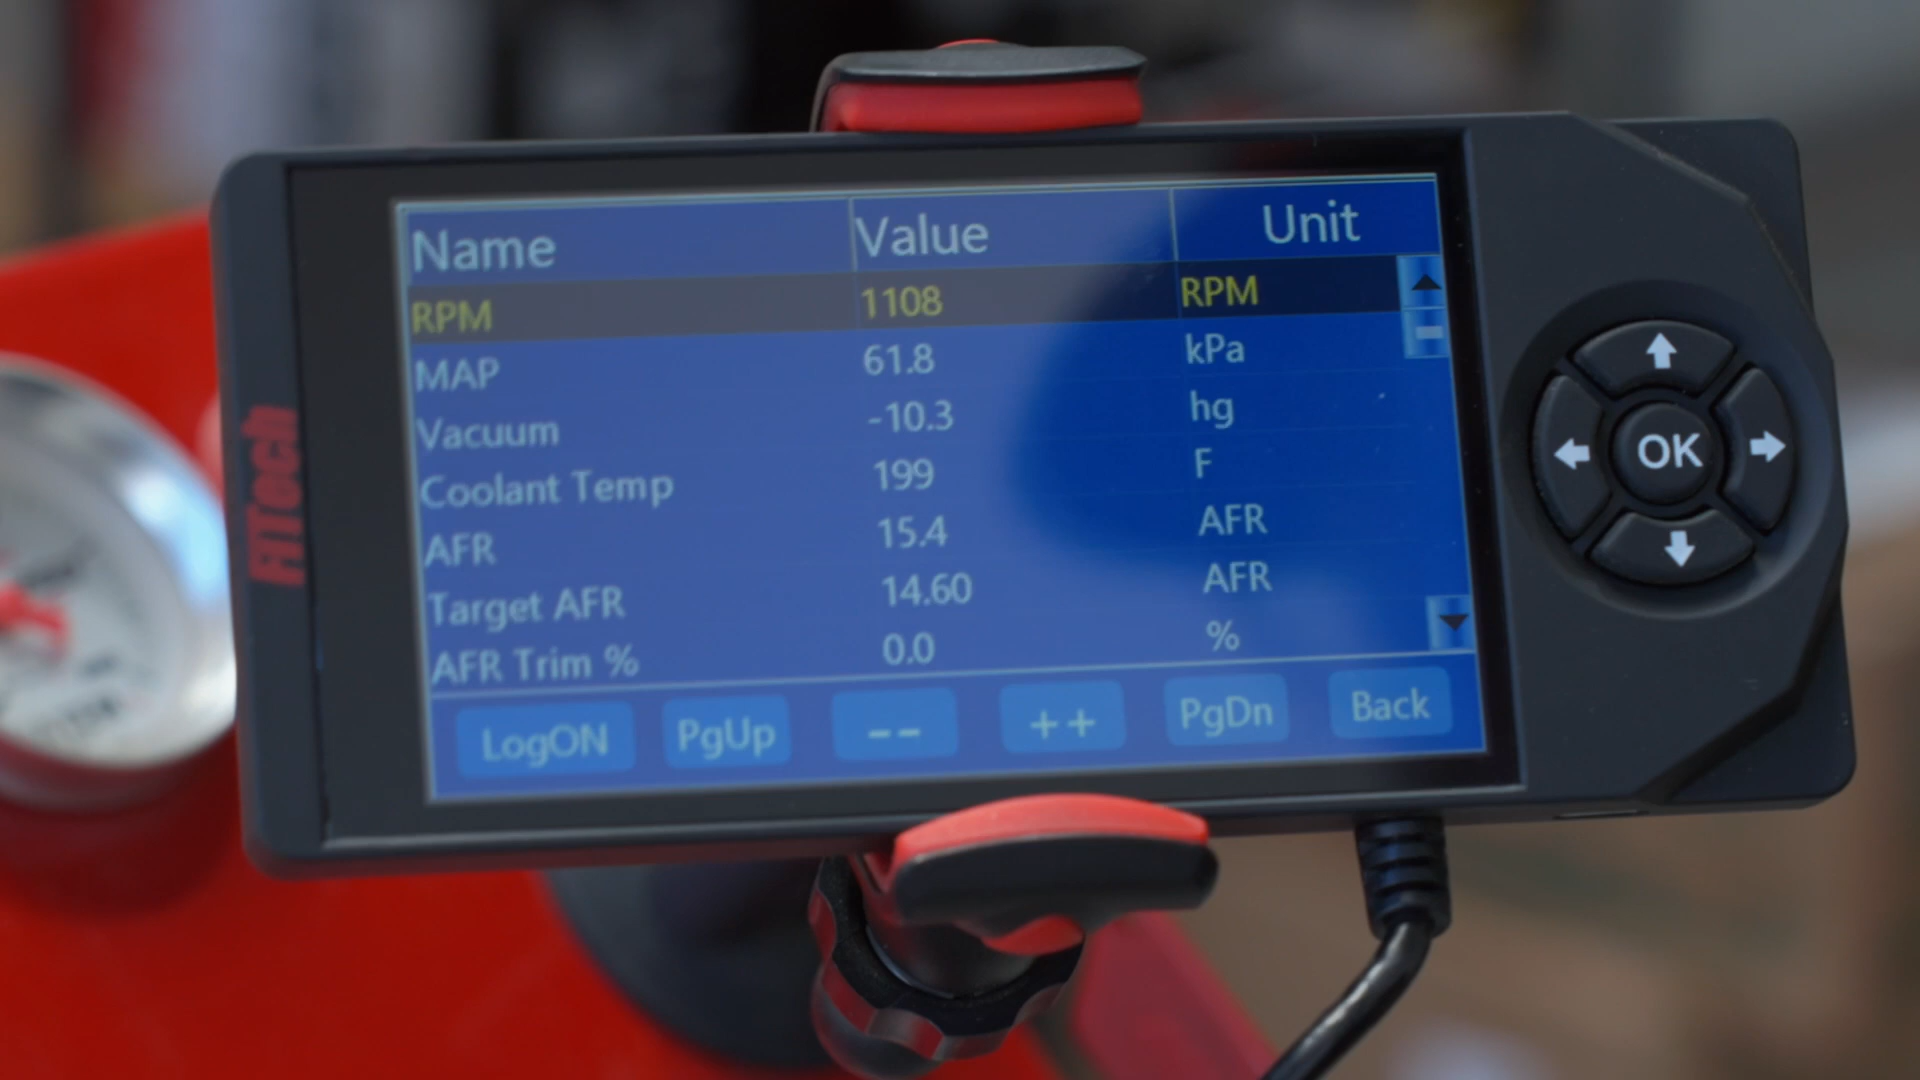 Name Value Unit
RPM 1108 RPM
MAP 61.8 kPa
Vacuum -10.3 hg
Coolant Temp 199 F
AFR 15.4 AFR
Target AFR 14.60 AFR
AFR Trim % 0.0 %
LogON PgUp -- ++ PgDn Back
FiTech
OK